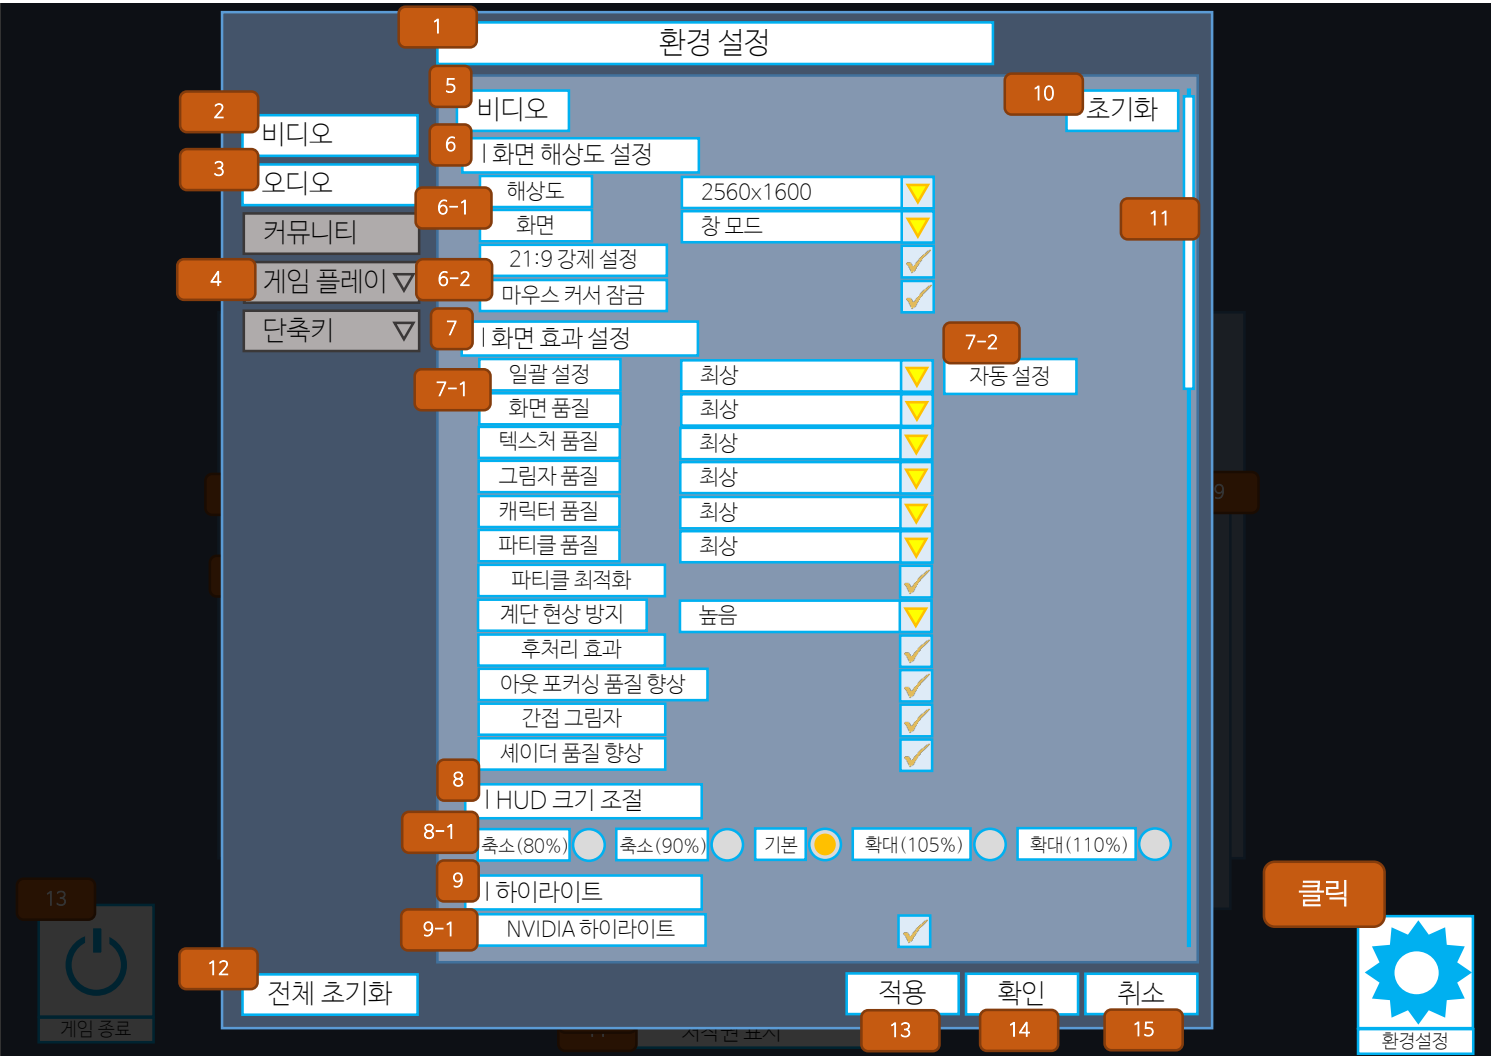 1
환경 설정
5
비디오
10
초기화
2
비디오
3
오디오
커뮤니티
4
게임 플레이
단축키
6
| 화면 해상도 설정
6-1
해상도
2560x1600
화면
창 모드
11
6-2
21:9 강제 설정
마우스 커서 잠금
7
| 화면 효과 설정
7-2
자동 설정
7-1
일괄 설정
최상
화면 품질
최상
텍스처 품질
최상
그림자 품질
최상
캐릭터 품질
최상
파티클 품질
최상
파티클 최적화
계단 현상 방지
높음
후처리 효과
아웃 포커싱 품질 향상
간접 그림자
셰이더 품질 향상
8
| HUD 크기 조절
8-1
축소(80%)
축소(90%)
기본
확대(105%)
확대(110%)
9
| 하이라이트
9-1
NVIDIA 하이라이트
9
클릭
환경설정
13
게임 종료
12
전체 초기화
적용
확인
취소
13
14
15
저작권 표시